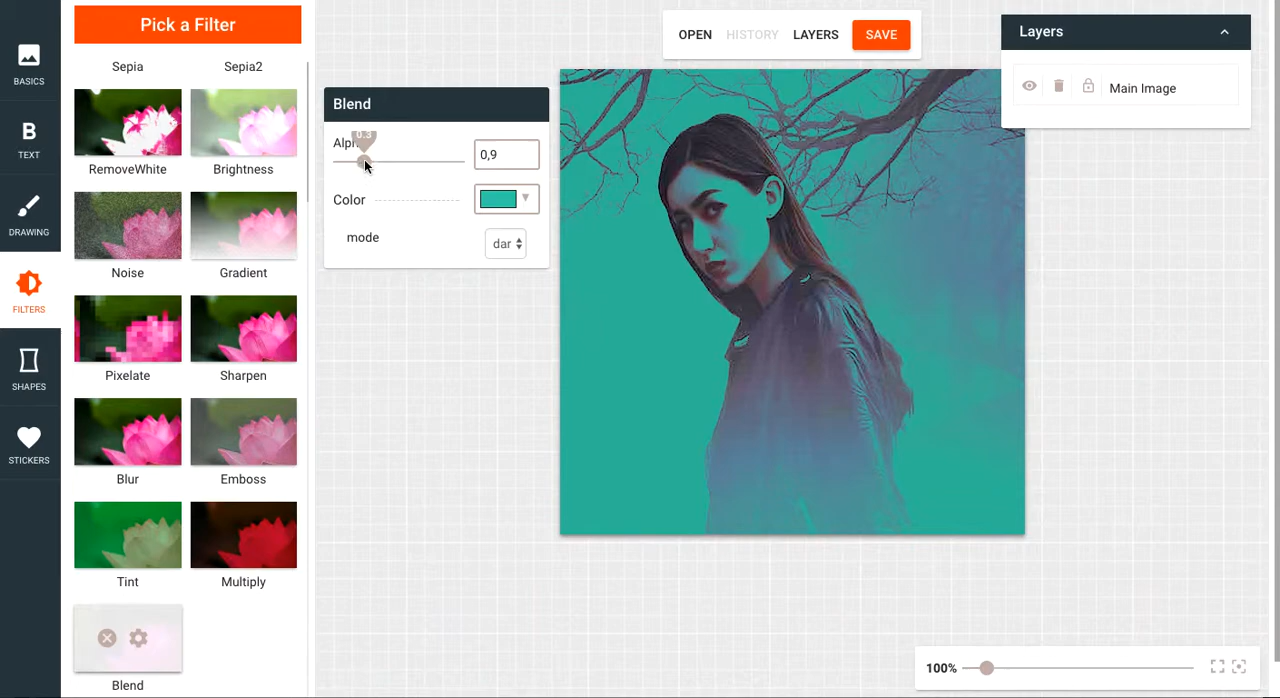 BASICS
TEXT
DRAWING
FILTERS
SHAPES
STICKERS
Pick a Filter
Sepia Sepia2
RemoveWhite Brightness
Noise Gradient
Pixelate Sharpen
Blur Emboss
Tint Multiply
Blend
Blend
0.3
0,9
Color
mode
dar
OPEN HISTORY LAYERS SAVE
Layers
Main Image
100%